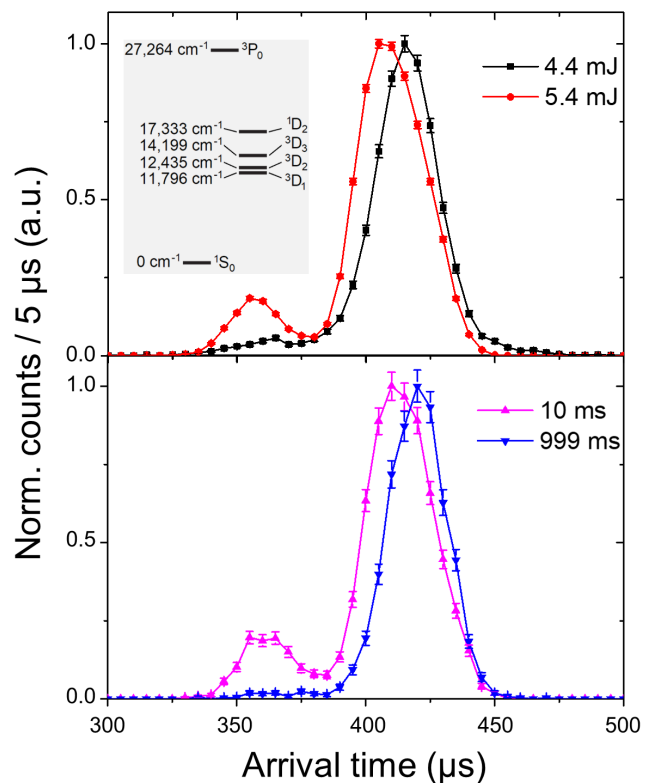 Norm. counts / 5 µs (a.u.)
1.0
0.5
0.0
4.4 mJ
5.4 mJ
27,264 cm⁻¹ ³P₀
17,333 cm⁻¹ ¹D₂
14,199 cm⁻¹ ³D₃
12,435 cm⁻¹ ³D₂
11,796 cm⁻¹ ³D₁
0 cm⁻¹ ¹S₀
1.0
0.5
0.0
10 ms
999 ms
300 350 400 450 500
Arrival time (µs)